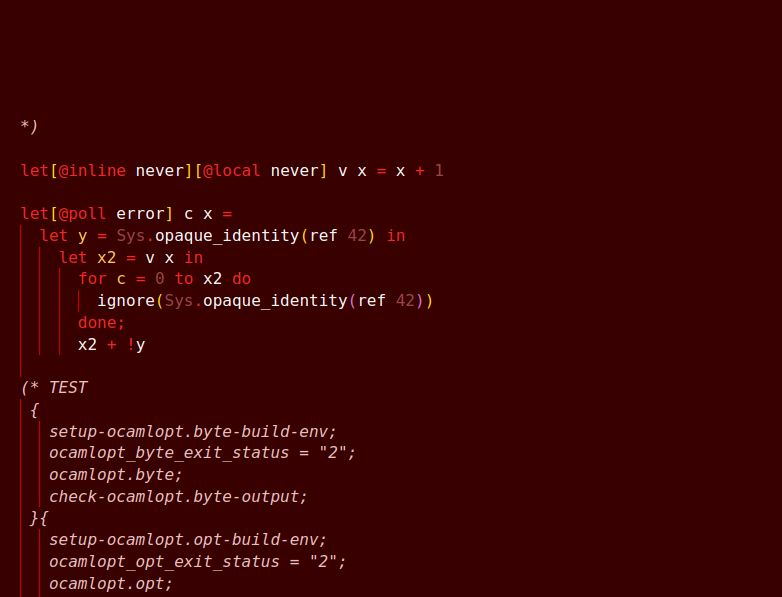 *)
let[@inline never][@local never] v x = x + 1
let[@poll error] c x =
let y = Sys.opaque_identity(ref 42) in
let x2 = v x in
for c = 0 to x2 do
ignore(Sys.opaque_identity(ref 42))
done;
x2 + !y
(* TEST
{
setup-ocamlopt.byte-build-env;
ocamlopt_byte_exit_status = "2";
ocamlopt.byte;
check-ocamlopt.byte-output;
}{
setup-ocamlopt.opt-build-env;
ocamlopt_opt_exit_status = "2";
ocamlopt.opt;